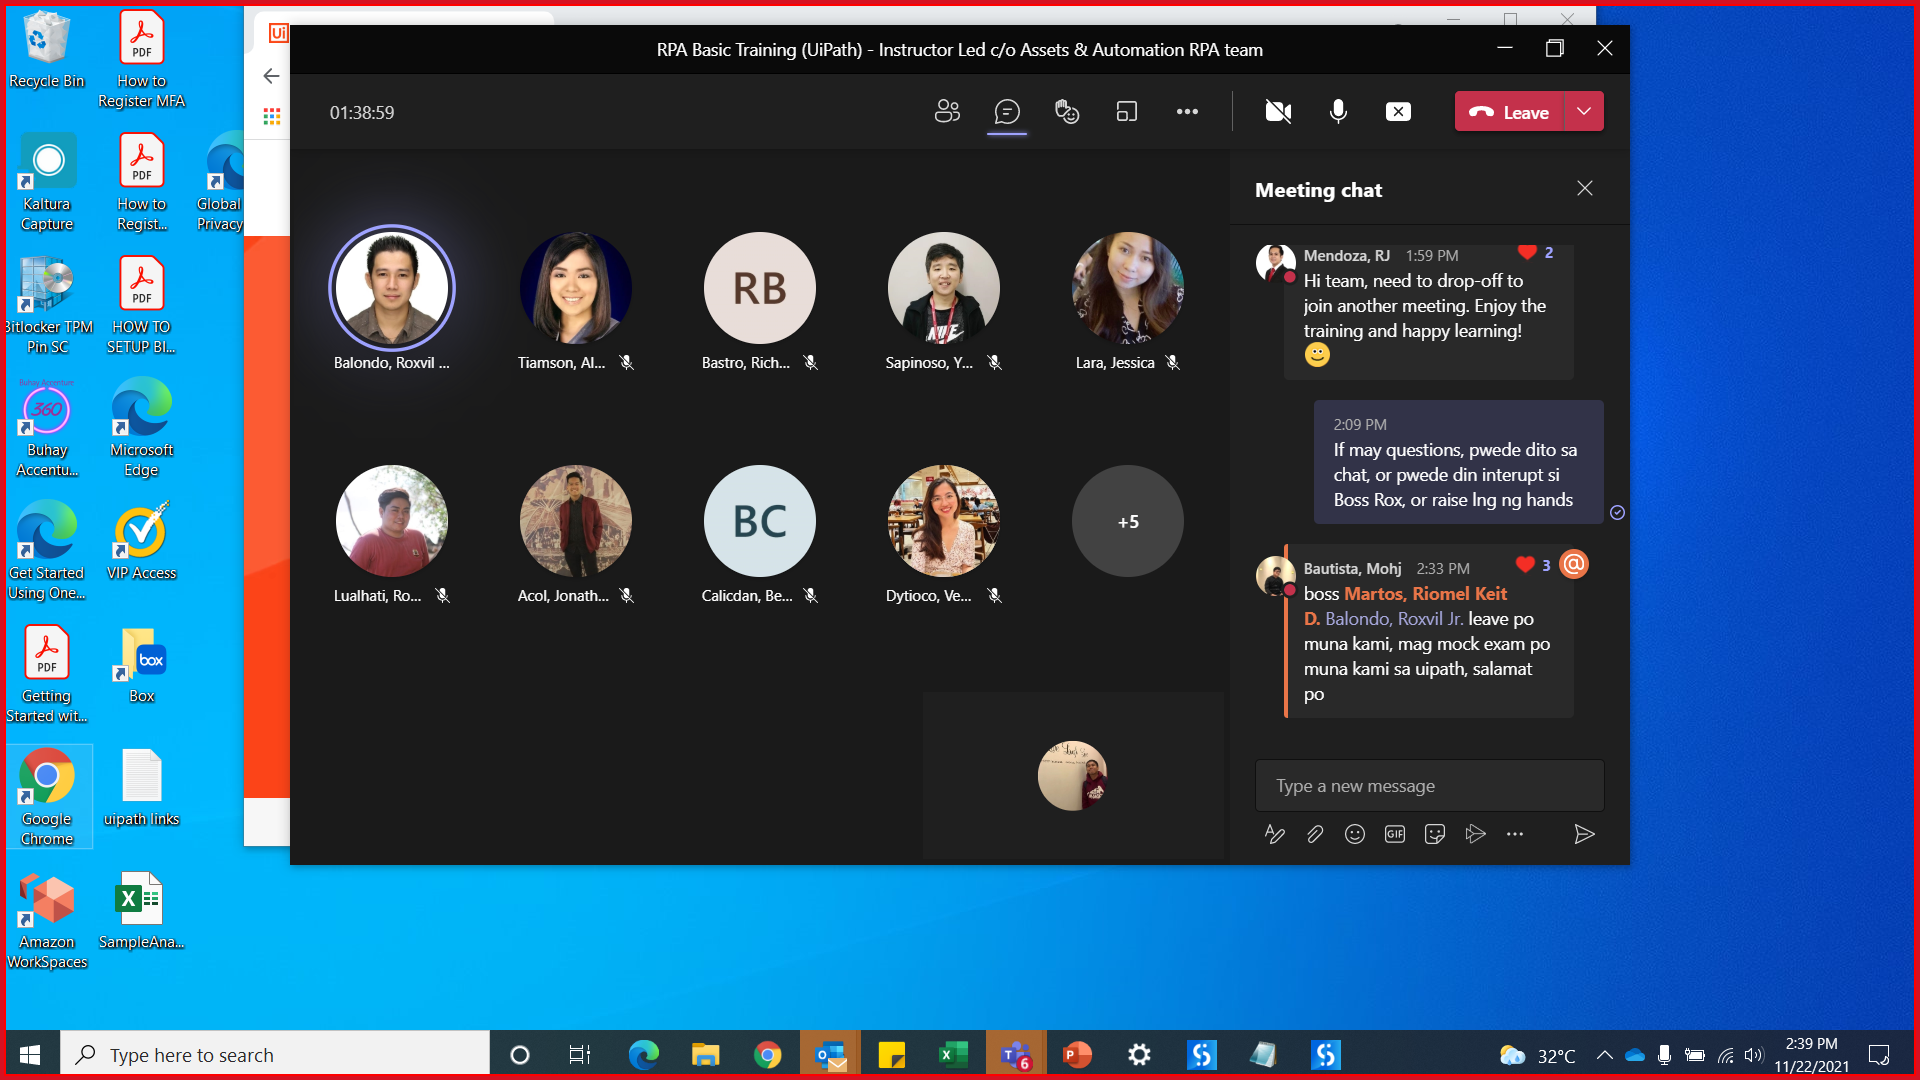 RPA Basic Training (UiPath) - Instructor Led c/o Assets & Automation RPA team
01:38:59
Leave
Meeting chat
Mendoza, RJ 1:59 PM 2
Hi team, need to drop-off to
join another meeting. Enjoy the
training and happy learning!
2:09 PM
If may questions, pwede dito sa
chat, or pwede din interupt si
Boss Rox, or raise lng ng hands
Bautista, Mohj 2:33 PM 3 @
boss Martos, Riomel Keit
D. Balondo, Roxvil Jr. leave po
muna kami, mag mock exam po
muna kami sa uipath, salamat
po
Type a new message
GIF
Balondo, Roxvil ...
Tiamson, Al...
RB
Bastro, Rich...
Sapinoso, Y...
Lara, Jessica
Lualhati, Ro...
Acol, Jonath...
BC
Calicdan, Be...
Dytioco, Ve...
+5
NIKE
Ui
Recycle Bin
PDF
How to
Register MFA
Kaltura
Capture
PDF
How to
Regist...
Global
Privacy
Bitlocker TPM
Pin SC
PDF
HOW TO
SETUP BI...
Buhay Accenture
360
Buhay
Accentu...
Microsoft
Edge
Get Started
Using One...
VIP Access
PDF
Getting
Started wit...
box
Box
Google
Chrome
uipath links
Amazon
WorkSpaces
X
SampleAna...
Type here to search
6
32°C
2:39 PM
11/22/2021